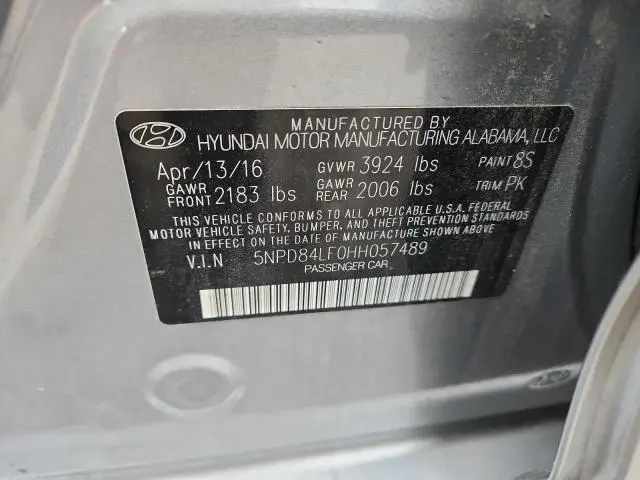 MANUFACTURED BY
HYUNDAI MOTOR MANUFACTURING ALABAMA, LLC
Apr/13/16 GVWR 3924 lbs PAINT 8S
GAWR FRONT 2183 lbs GAWR REAR 2006 lbs TRIM PK
THIS VEHICLE CONFORMS TO ALL APPLICABLE U.S.A. FEDERAL
MOTOR VEHICLE SAFETY, BUMPER, AND THEFT PREVENTION STANDARDS
IN EFFECT ON THE DATE OF MANUFACTURE SHOWN ABOVE.
V.I.N 5NPD84LF0HH057489
PASSENGER CAR